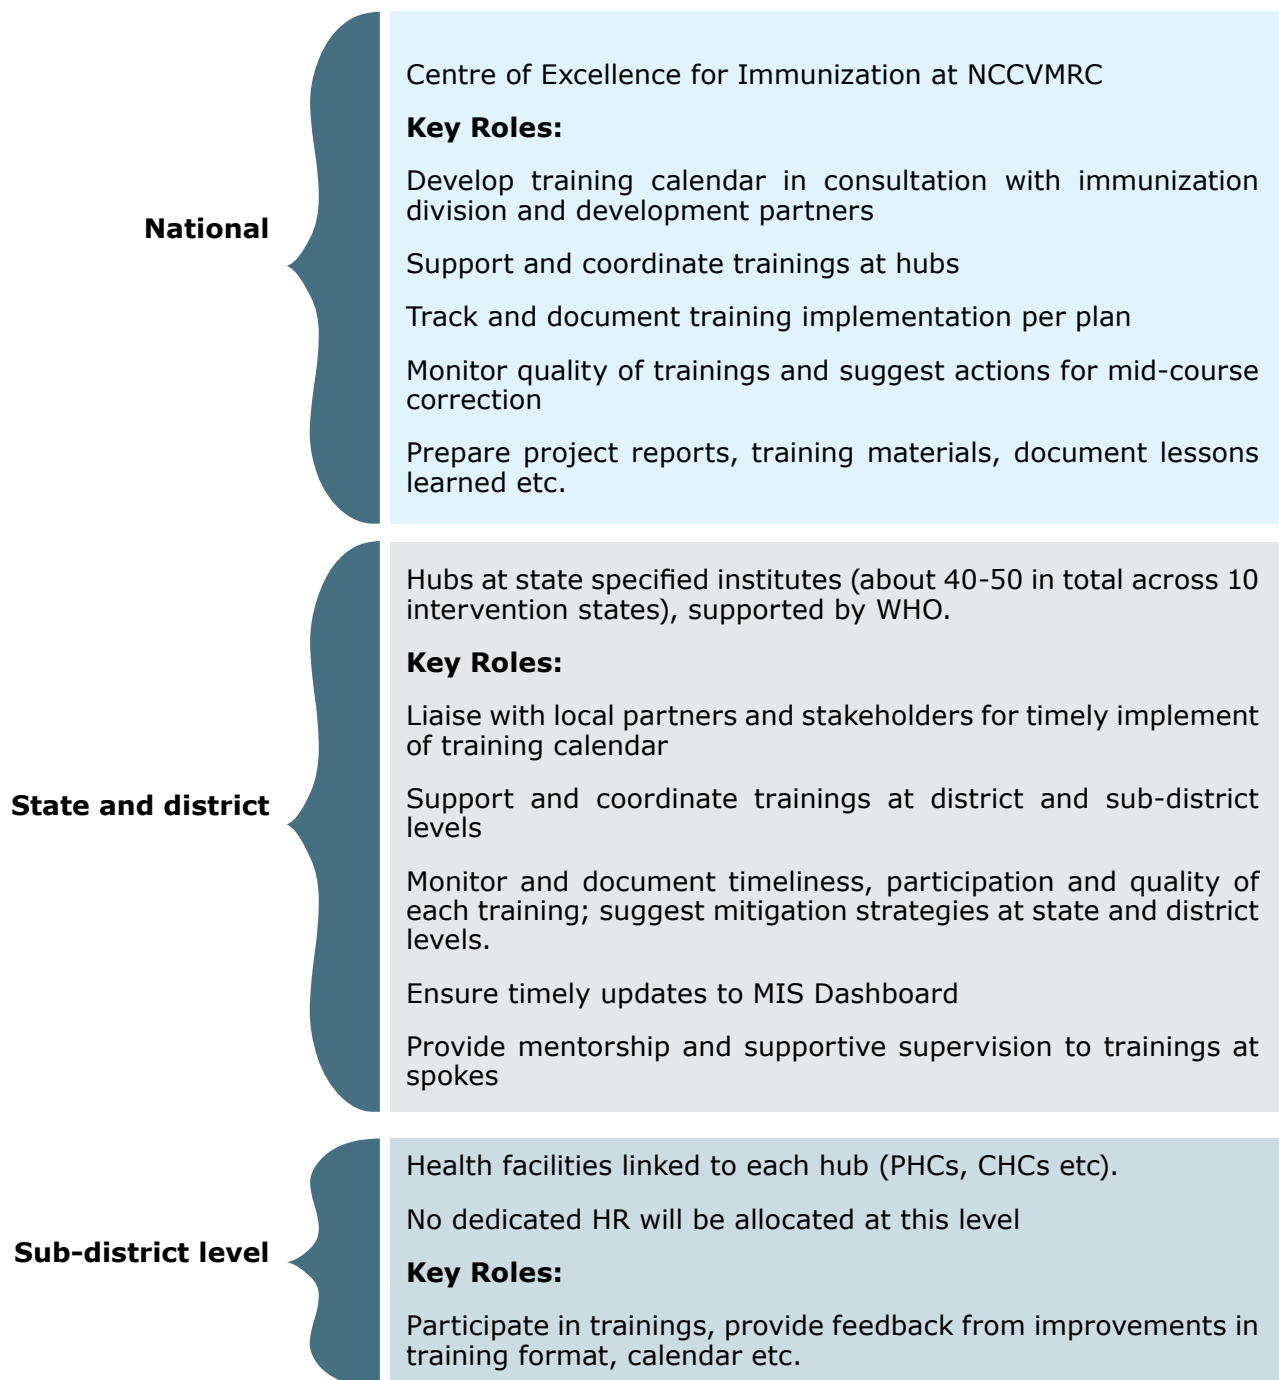 National
Centre of Excellence for Immunization at NCCVMRC
Key Roles:
Develop training calendar in consultation with immunization
division and development partners
Support and coordinate trainings at hubs
Track and document training implementation per plan
Monitor quality of trainings and suggest actions for mid-course
correction
Prepare project reports, training materials, document lessons
learned etc.
State and district
Hubs at state specified institutes (about 40-50 in total across 10
intervention states), supported by WHO.
Key Roles:
Liaise with local partners and stakeholders for timely implement
of training calendar
Support and coordinate trainings at district and sub-district
levels
Monitor and document timeliness, participation and quality of
each training; suggest mitigation strategies at state and district
levels.
Ensure timely updates to MIS Dashboard
Provide mentorship and supportive supervision to trainings at
spokes
Sub-district level
Health facilities linked to each hub (PHCs, CHCs etc).
No dedicated HR will be allocated at this level
Key Roles:
Participate in trainings, provide feedback from improvements in
training format, calendar etc.